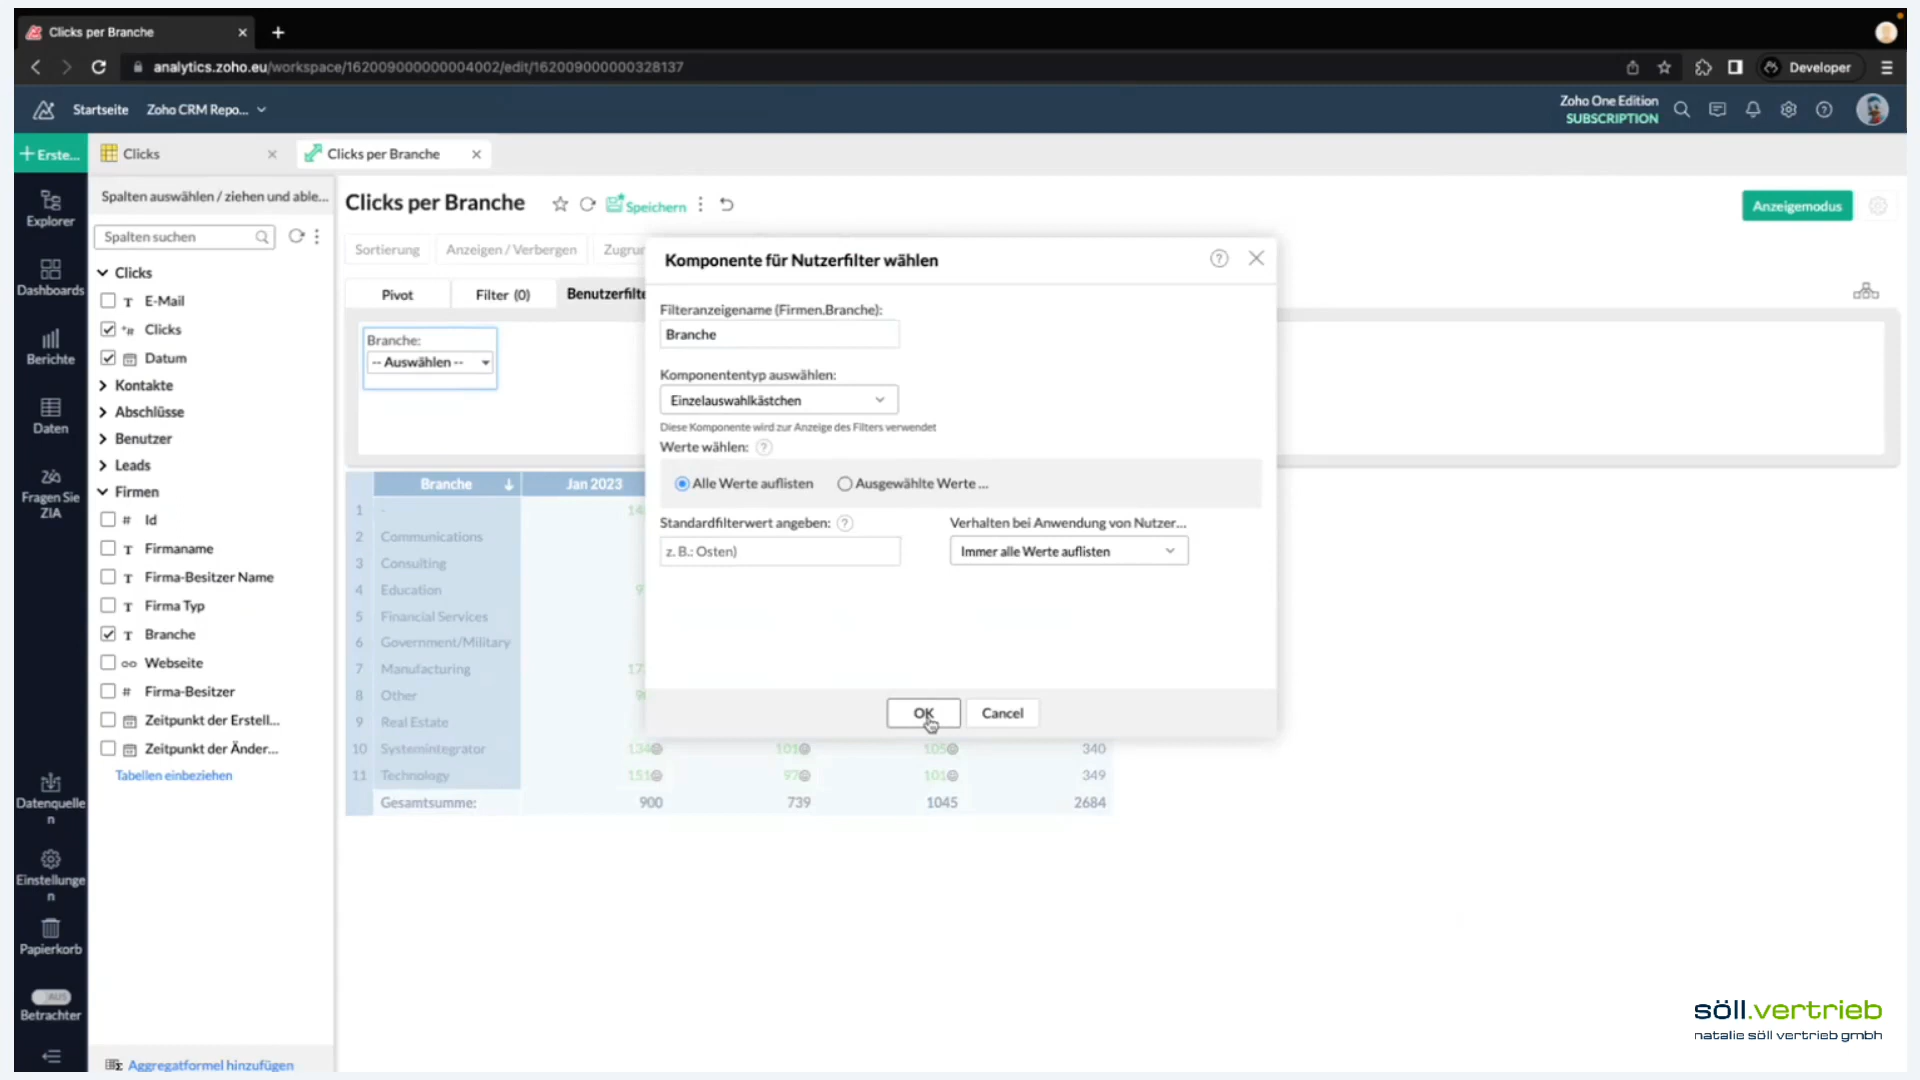 Clicks per Branche
analytics.zoho.eu/workspace/162009000000004002/edit/162009000000328137
Developer
Startseite
Zoho CRM Repo...
Zoho One Edition
SUBSCRIPTION
Erste...
Clicks
Clicks per Branche
Explorer
Dashboards
Berichte
Daten
Zia
Fragen Sie
ZIA
Datenquelle
n
Einstellunge
n
Papierkorb
AUS
Betrachter
Spalten auswählen / ziehen und able...
Spalten suchen
Clicks
T E-Mail
Clicks
Datum
Kontakte
Abschlüsse
Benutzer
Leads
Firmen
# Id
T Firmaname
T Firma-Besitzer Name
T Firma Typ
T Branche
Webseite
# Firma-Besitzer
Zeitpunkt der Erstell...
Zeitpunkt der Änder...
Tabellen einbeziehen
Aggregatformel hinzufügen
Clicks per Branche
Speichern
Anzeigemodus
Sortierung
Anzeigen / Verbergen
Zugrun
Pivot
Filter (0)
Benutzerfilte
Branche:
-- Auswählen --
Branche
Jan 2023
1 - 14
2 Communications
3 Consulting
4 Education 9
5 Financial Services
6 Government/Military
7 Manufacturing 17
8 Other 9
9 Real Estate
10 Systemintegrator 134 101 105 340
11 Technology 151 97 101 349
Gesamtsumme: 900 739 1045 2684
Komponente für Nutzerfilter wählen
Filteranzeigename (Firmen.Branche):
Branche
Komponententyp auswählen:
Einzelauswahlkästchen
Diese Komponente wird zur Anzeige des Filters verwendet
Werte wählen:
Alle Werte auflisten
Ausgewählte Werte ...
Standardfilterwert angeben:
z. B.: Osten)
Verhalten bei Anwendung von Nutzer...
Immer alle Werte auflisten
OK
Cancel
söll.vertrieb
natalie söll vertrieb gmbh